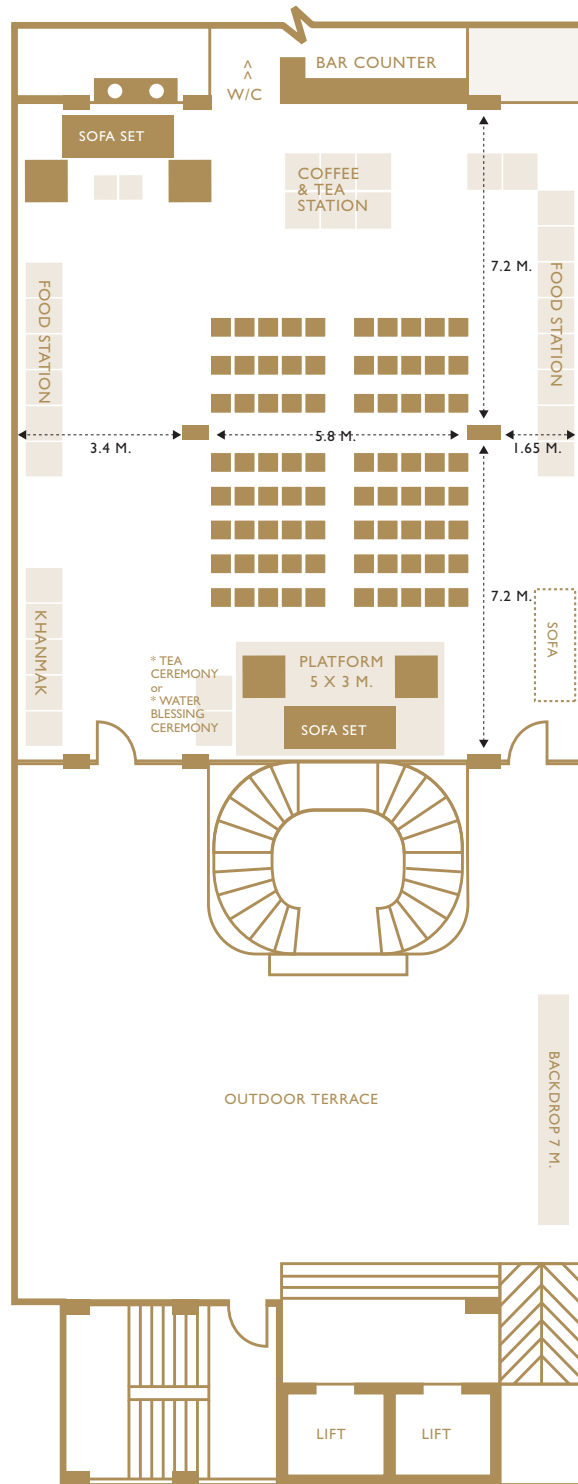 BAR COUNTER
^
^
W/C
SOFA SET
COFFEE
& TEA
STATION
7.2 M.
FOOD STATION
FOOD STATION
3.4 M.
5.8 M.
1.65 M.
7.2 M.
KHANMAK
SOFA
* TEA
CEREMONY
or
* WATER
BLESSING
CEREMONY
PLATFORM
5 X 3 M.
SOFA SET
BACKDROP 7 M.
OUTDOOR TERRACE
LIFT
LIFT